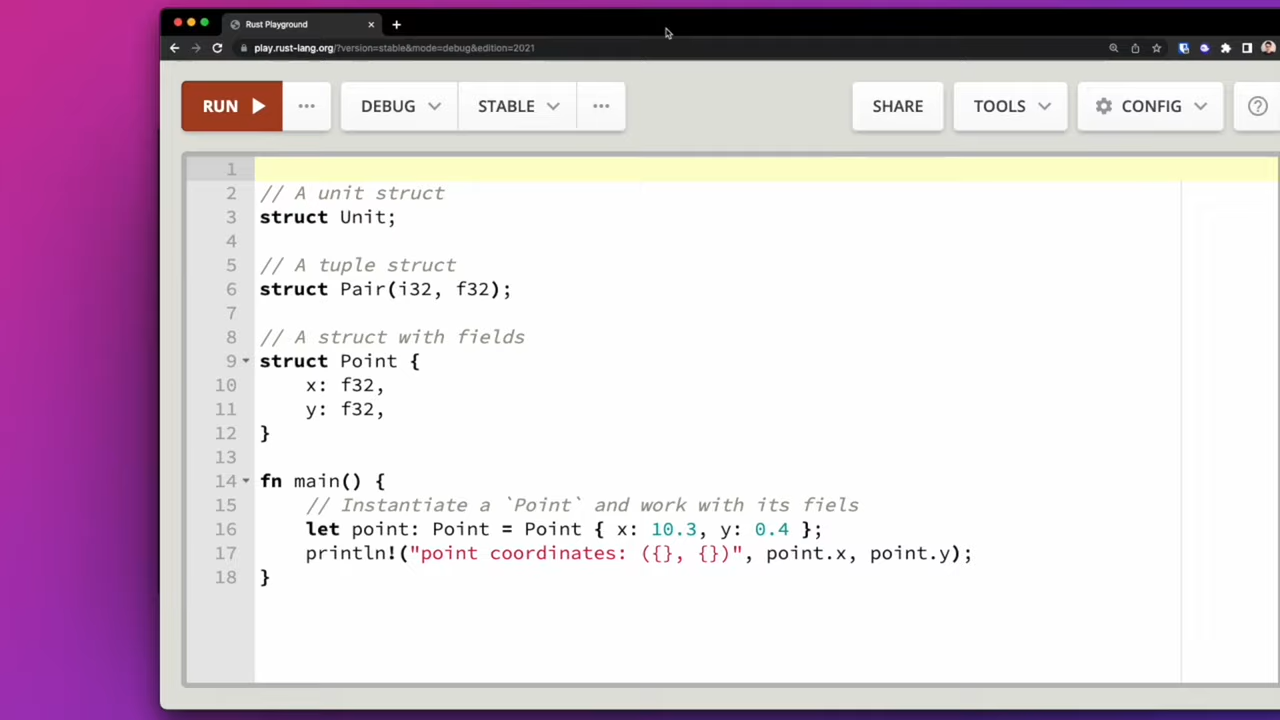 Rust Playground
play.rust-lang.org/?version=stable&mode=debug&edition=2021
RUN ... DEBUG STABLE ... SHARE TOOLS CONFIG ?
1
2 // A unit struct
3 struct Unit;
4
5 // A tuple struct
6 struct Pair(i32, f32);
7
8 // A struct with fields
9 struct Point {
10     x: f32,
11     y: f32,
12 }
13
14 fn main() {
15     // Instantiate a `Point` and work with its fiels
16     let point: Point = Point { x: 10.3, y: 0.4 };
17     println!("point coordinates: ({}, {})", point.x, point.y);
18 }